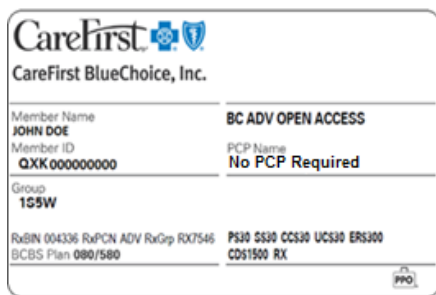 CareFirst
CareFirst BlueChoice, Inc.
Member Name
JOHN DOE
Member ID
QXK000000000
BC ADV OPEN ACCESS
PCP Name
No PCP Required
Group
1S5W
RxBIN 004336 RxPCN ADV RxGrp RX7546
BCBS Plan 080/580
PS30 SS30 CCS30 UCS30 ERS300
CDS1500 RX
PPO